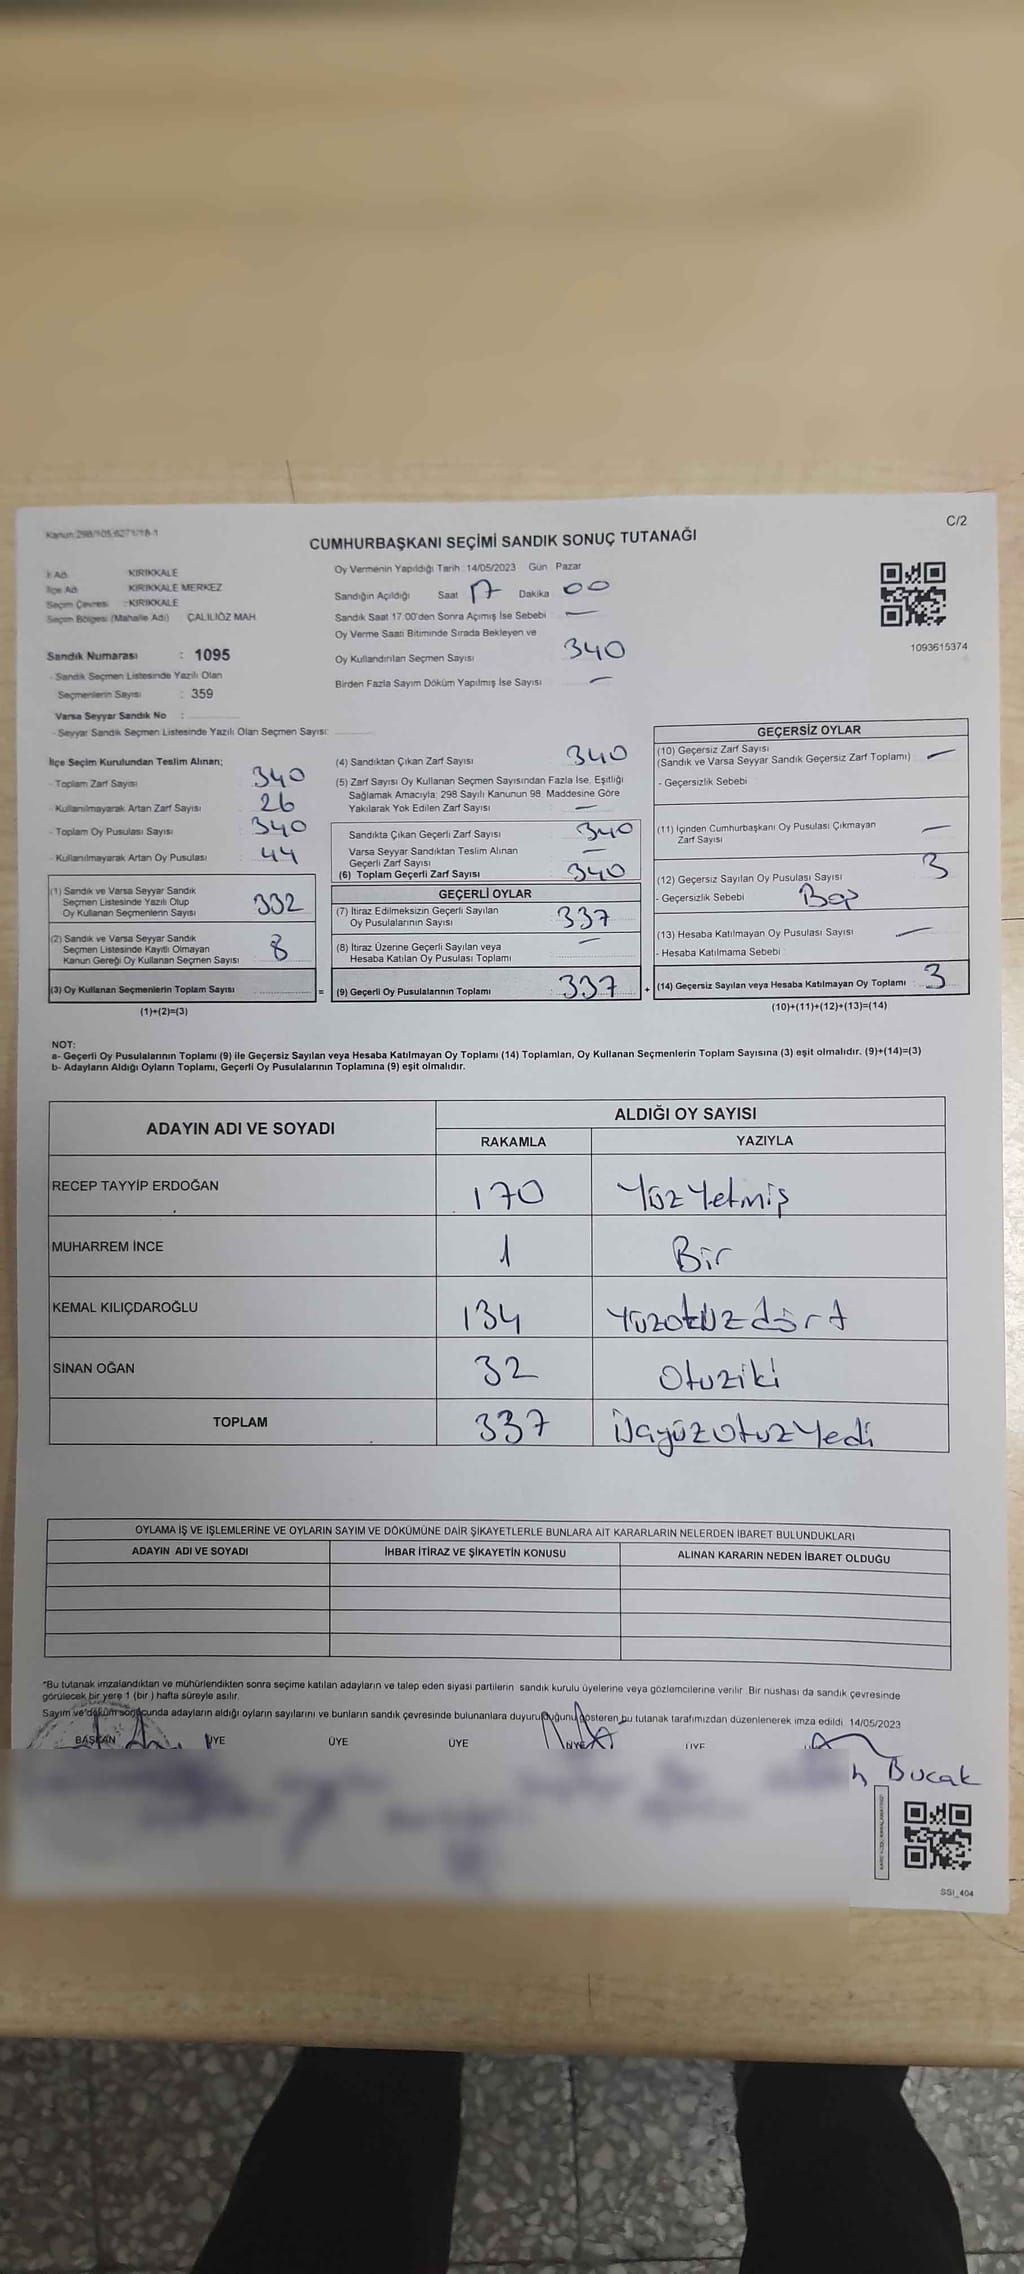 Kanun:298/105,6271/18-1
C/2
CUMHURBAŞKANI SEÇİMİ SANDIK SONUÇ TUTANAĞI
İl Adı KIRIKKALE
İlçe Adı KIRIKKALE MERKEZ
Seçim Çevresi : KIRIKKALE
Seçim Bölgesi (Mahalle Adı) ÇALILIÖZ MAH
Sandık Numarası : 1095
- Sandık Seçmen Listesinde Yazılı Olan
Seçmenlerin Sayısı : 359
Varsa Seyyar Sandık No :
- Seyyar Sandık Seçmen Listesinde Yazılı Olan Seçmen Sayısı:
Oy Vermenin Yapıldığı Tarih :14/05/2023 Gün Pazar
Sandığın Açıldığı Saat 17 Dakika 00
Sandık Saat 17:00'den Sonra Açımış İse Sebebi —
Oy Verme Saati Bitiminde Sırada Bekleyen ve
Oy Kullandırılan Seçmen Sayısı 340
Birden Fazla Sayım Döküm Yapılmış İse Sayısı —
1093615374
İlçe Seçim Kurulundan Teslim Alınan;
- Toplam Zarf Sayısı 340
- Kullanılmayarak Artan Zarf Sayısı 26
- Toplam Oy Pusulası Sayısı 340
- Kullanılmayarak Artan Oy Pusulası 44
(1) Sandık ve Varsa Seyyar Sandık
Seçmen Listesinde Yazılı Olup
Oy Kullanan Seçmenlerin Sayısı 332
(2) Sandık ve Varsa Seyyar Sandık
Seçmen Listesinde Kayıtlı Olmayan
Kanun Gereği Oy Kullanan Seçmen Sayısı 8
(3) Oy Kullanan Seçmenlerin Toplam Sayısı =
(1)+(2)=(3)
(4) Sandıktan Çıkan Zarf Sayısı 340
(5) Zarf Sayısı Oy Kullanan Seçmen Sayısından Fazla İse, Eşitliği
Sağlamak Amacıyla; 298 Sayılı Kanunun 98. Maddesine Göre
Yakılarak Yok Edilen Zarf Sayısı —
Sandıkta Çıkan Geçerli Zarf Sayısı 340
Varsa Seyyar Sandıktan Teslim Alınan
Geçerli Zarf Sayısı —
(6) Toplam Geçerli Zarf Sayısı 340
GEÇERLİ OYLAR
(7) İtiraz Edilmeksizin Geçerli Sayılan
Oy Pusulalarının Sayısı 337
(8) İtiraz Üzerine Geçerli Sayılan veya
Hesaba Katılan Oy Pusulası Toplamı —
(9) Geçerli Oy Pusulalarının Toplamı 337 +
GEÇERSİZ OYLAR
(10) Geçersiz Zarf Sayısı
(Sandık ve Varsa Seyyar Sandık Geçersiz Zarf Toplamı) —
- Geçersizlik Sebebi
(11) İçinden Cumhurbaşkanı Oy Pusulası Çıkmayan
Zarf Sayısı —
(12) Geçersiz Sayılan Oy Pusulası Sayısı 3
- Geçersizlik Sebebi
(13) Hesaba Katılmayan Oy Pusulası Sayısı —
- Hesaba Katılmama Sebebi
(14) Geçersiz Sayılan veya Hesaba Katılmayan Oy Toplamı : 3
(10)+(11)+(12)+(13)=(14)
NOT:
a- Geçerli Oy Pusulalarının Toplamı (9) ile Geçersiz Sayılan veya Hesaba Katılmayan Oy Toplamı (14) Toplamları, Oy Kullanan Seçmenlerin Toplam Sayısına (3) eşit olmalıdır. (9)+(14)=(3)
b- Adayların Aldığı Oyların Toplamı, Geçerli Oy Pusulalarının Toplamına (9) eşit olmalıdır.
ADAYIN ADI VE SOYADI ALDIĞI OY SAYISI
RAKAMLA YAZIYLA
RECEP TAYYİP ERDOĞAN 170 Yüz Yetmiş
MUHARREM İNCE 1 Bir
KEMAL KILIÇDAROĞLU 134 Yüzotuzdört
SİNAN OĞAN 32 Otuziki
TOPLAM 337 ÜçyüzotuzYedi
OYLAMA İŞ VE İŞLEMLERİNE VE OYLARIN SAYIM VE DÖKÜMÜNE DAİR ŞİKAYETLERLE BUNLARA AİT KARARLARIN NELERDEN İBARET BULUNDUKLARI
ADAYIN ADI VE SOYADI İHBAR İTİRAZ VE ŞİKAYETİN KONUSU ALINAN KARARIN NEDEN İBARET OLDUĞU
*Bu tutanak imzalandıktan ve mühürlendikten sonra seçime katılan adayların ve talep eden siyasi partilerin sandık kurulu üyelerine veya gözlemcilerine verilir. Bir nüshası da sandık çevresinde
görülecek bir yere 1 (bir ) hafta süreyle asılır.
Sayım ve döküm sonucunda adayların aldığı oyların sayılarını ve bunların sandık çevresinde bulunanlara duyurulduğunu gösteren bu tutanak tarafımızdan düzenlenerek imza edildi. 14/05/2023
BAŞKAN ÜYE ÜYE ÜYE ÜYE ÜYE
Bucak
SSI_404